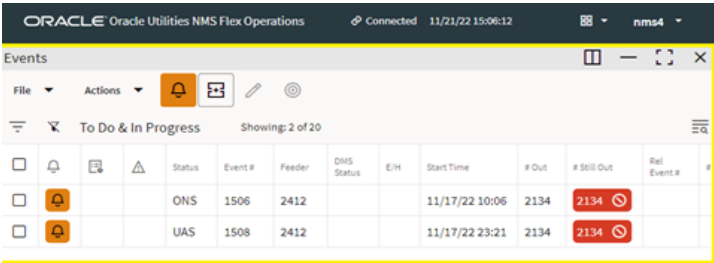 ORACLE Oracle Utilities NMS Flex Operations Connected 11/21/22 15:06:12 nms4
Events
File Actions
To Do & In Progress Showing: 2 of 20
Status Event # Feeder DMS Status E/H Start Time # Out # Still Out Rel Event # #
ONS 1506 2412 11/17/22 10:06 2134 2134
UAS 1508 2412 11/17/22 23:21 2134 2134